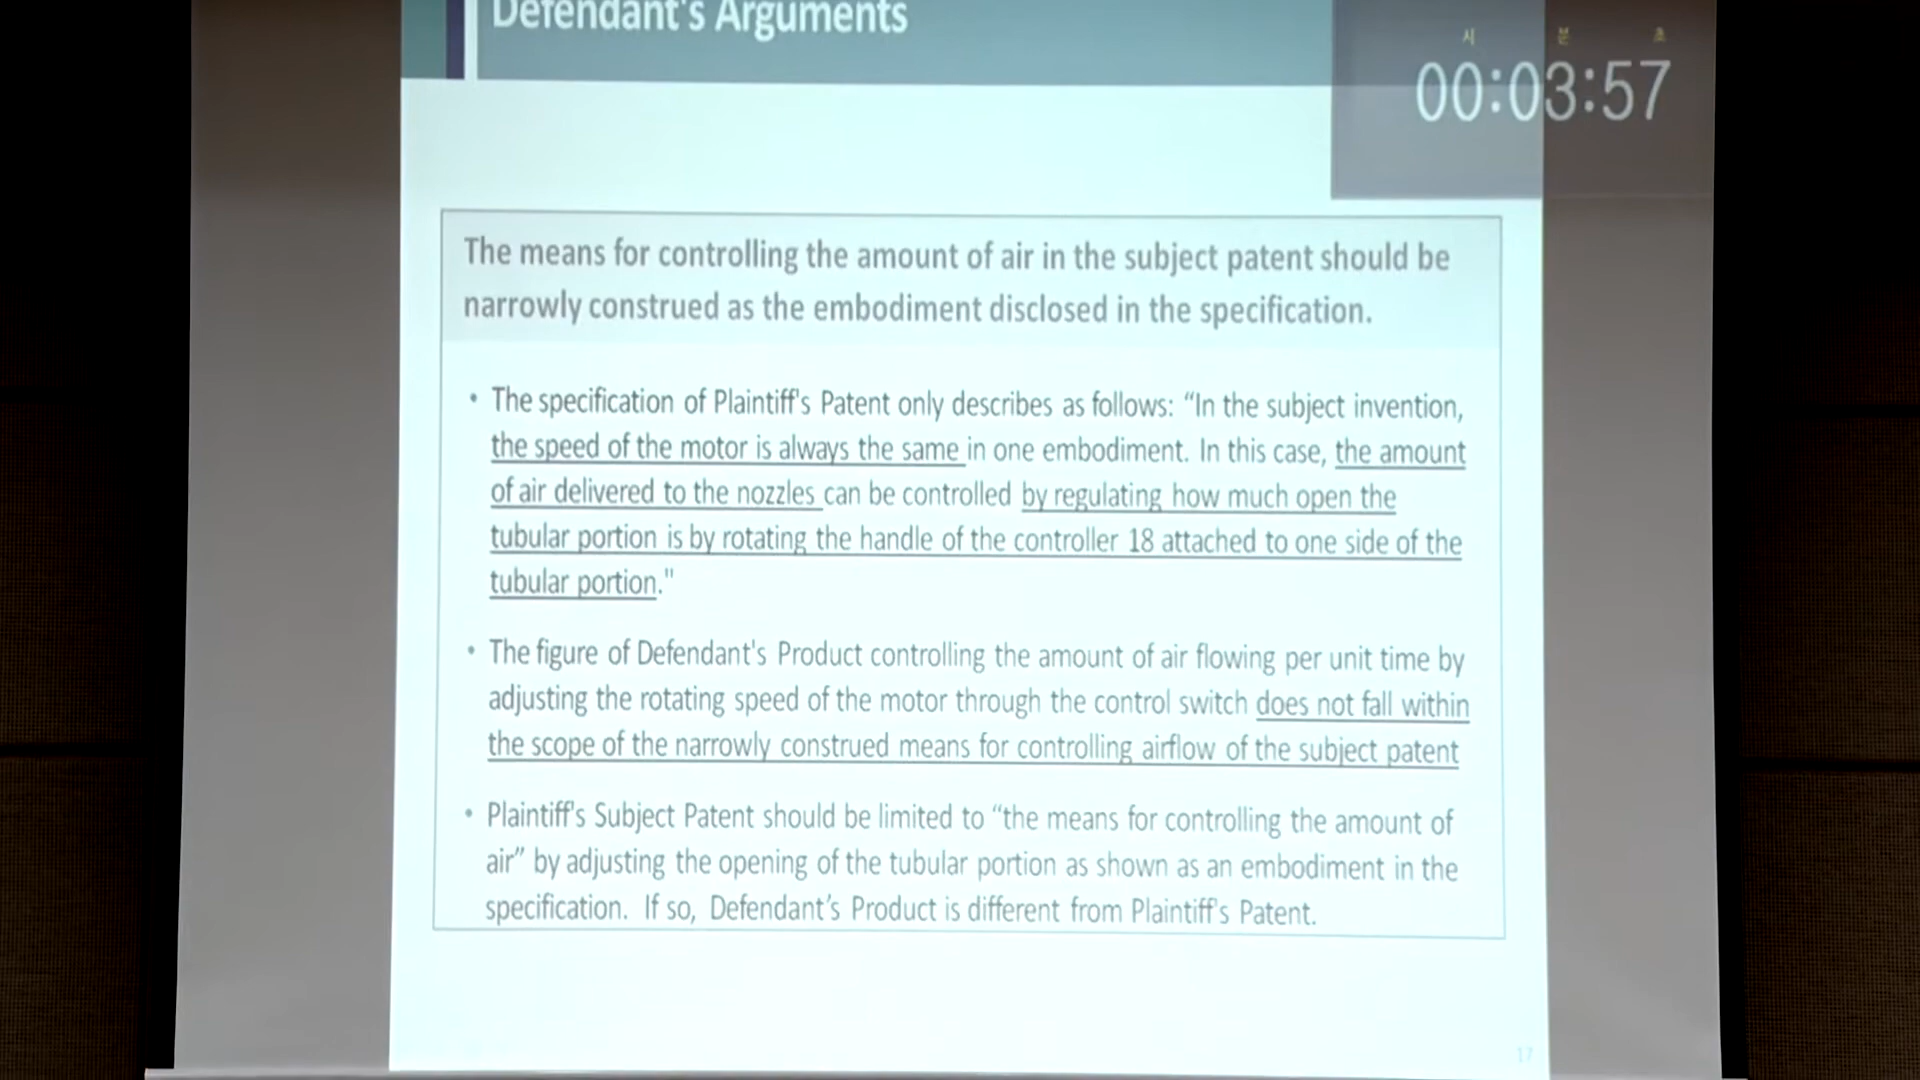 Defendant's Arguments
시 분 초
00:03:57
The means for controlling the amount of air in the subject patent should be
narrowly construed as the embodiment disclosed in the specification.
• The specification of Plaintiff's Patent only describes as follows: “In the subject invention,
the speed of the motor is always the same in one embodiment. In this case, the amount
of air delivered to the nozzles can be controlled by regulating how much open the
tubular portion is by rotating the handle of the controller 18 attached to one side of the
tubular portion."
• The figure of Defendant's Product controlling the amount of air flowing per unit time by
adjusting the rotating speed of the motor through the control switch does not fall within
the scope of the narrowly construed means for controlling airflow of the subject patent
• Plaintiff's Subject Patent should be limited to “the means for controlling the amount of
air” by adjusting the opening of the tubular portion as shown as an embodiment in the
specification. If so, Defendant’s Product is different from Plaintiff's Patent.
17